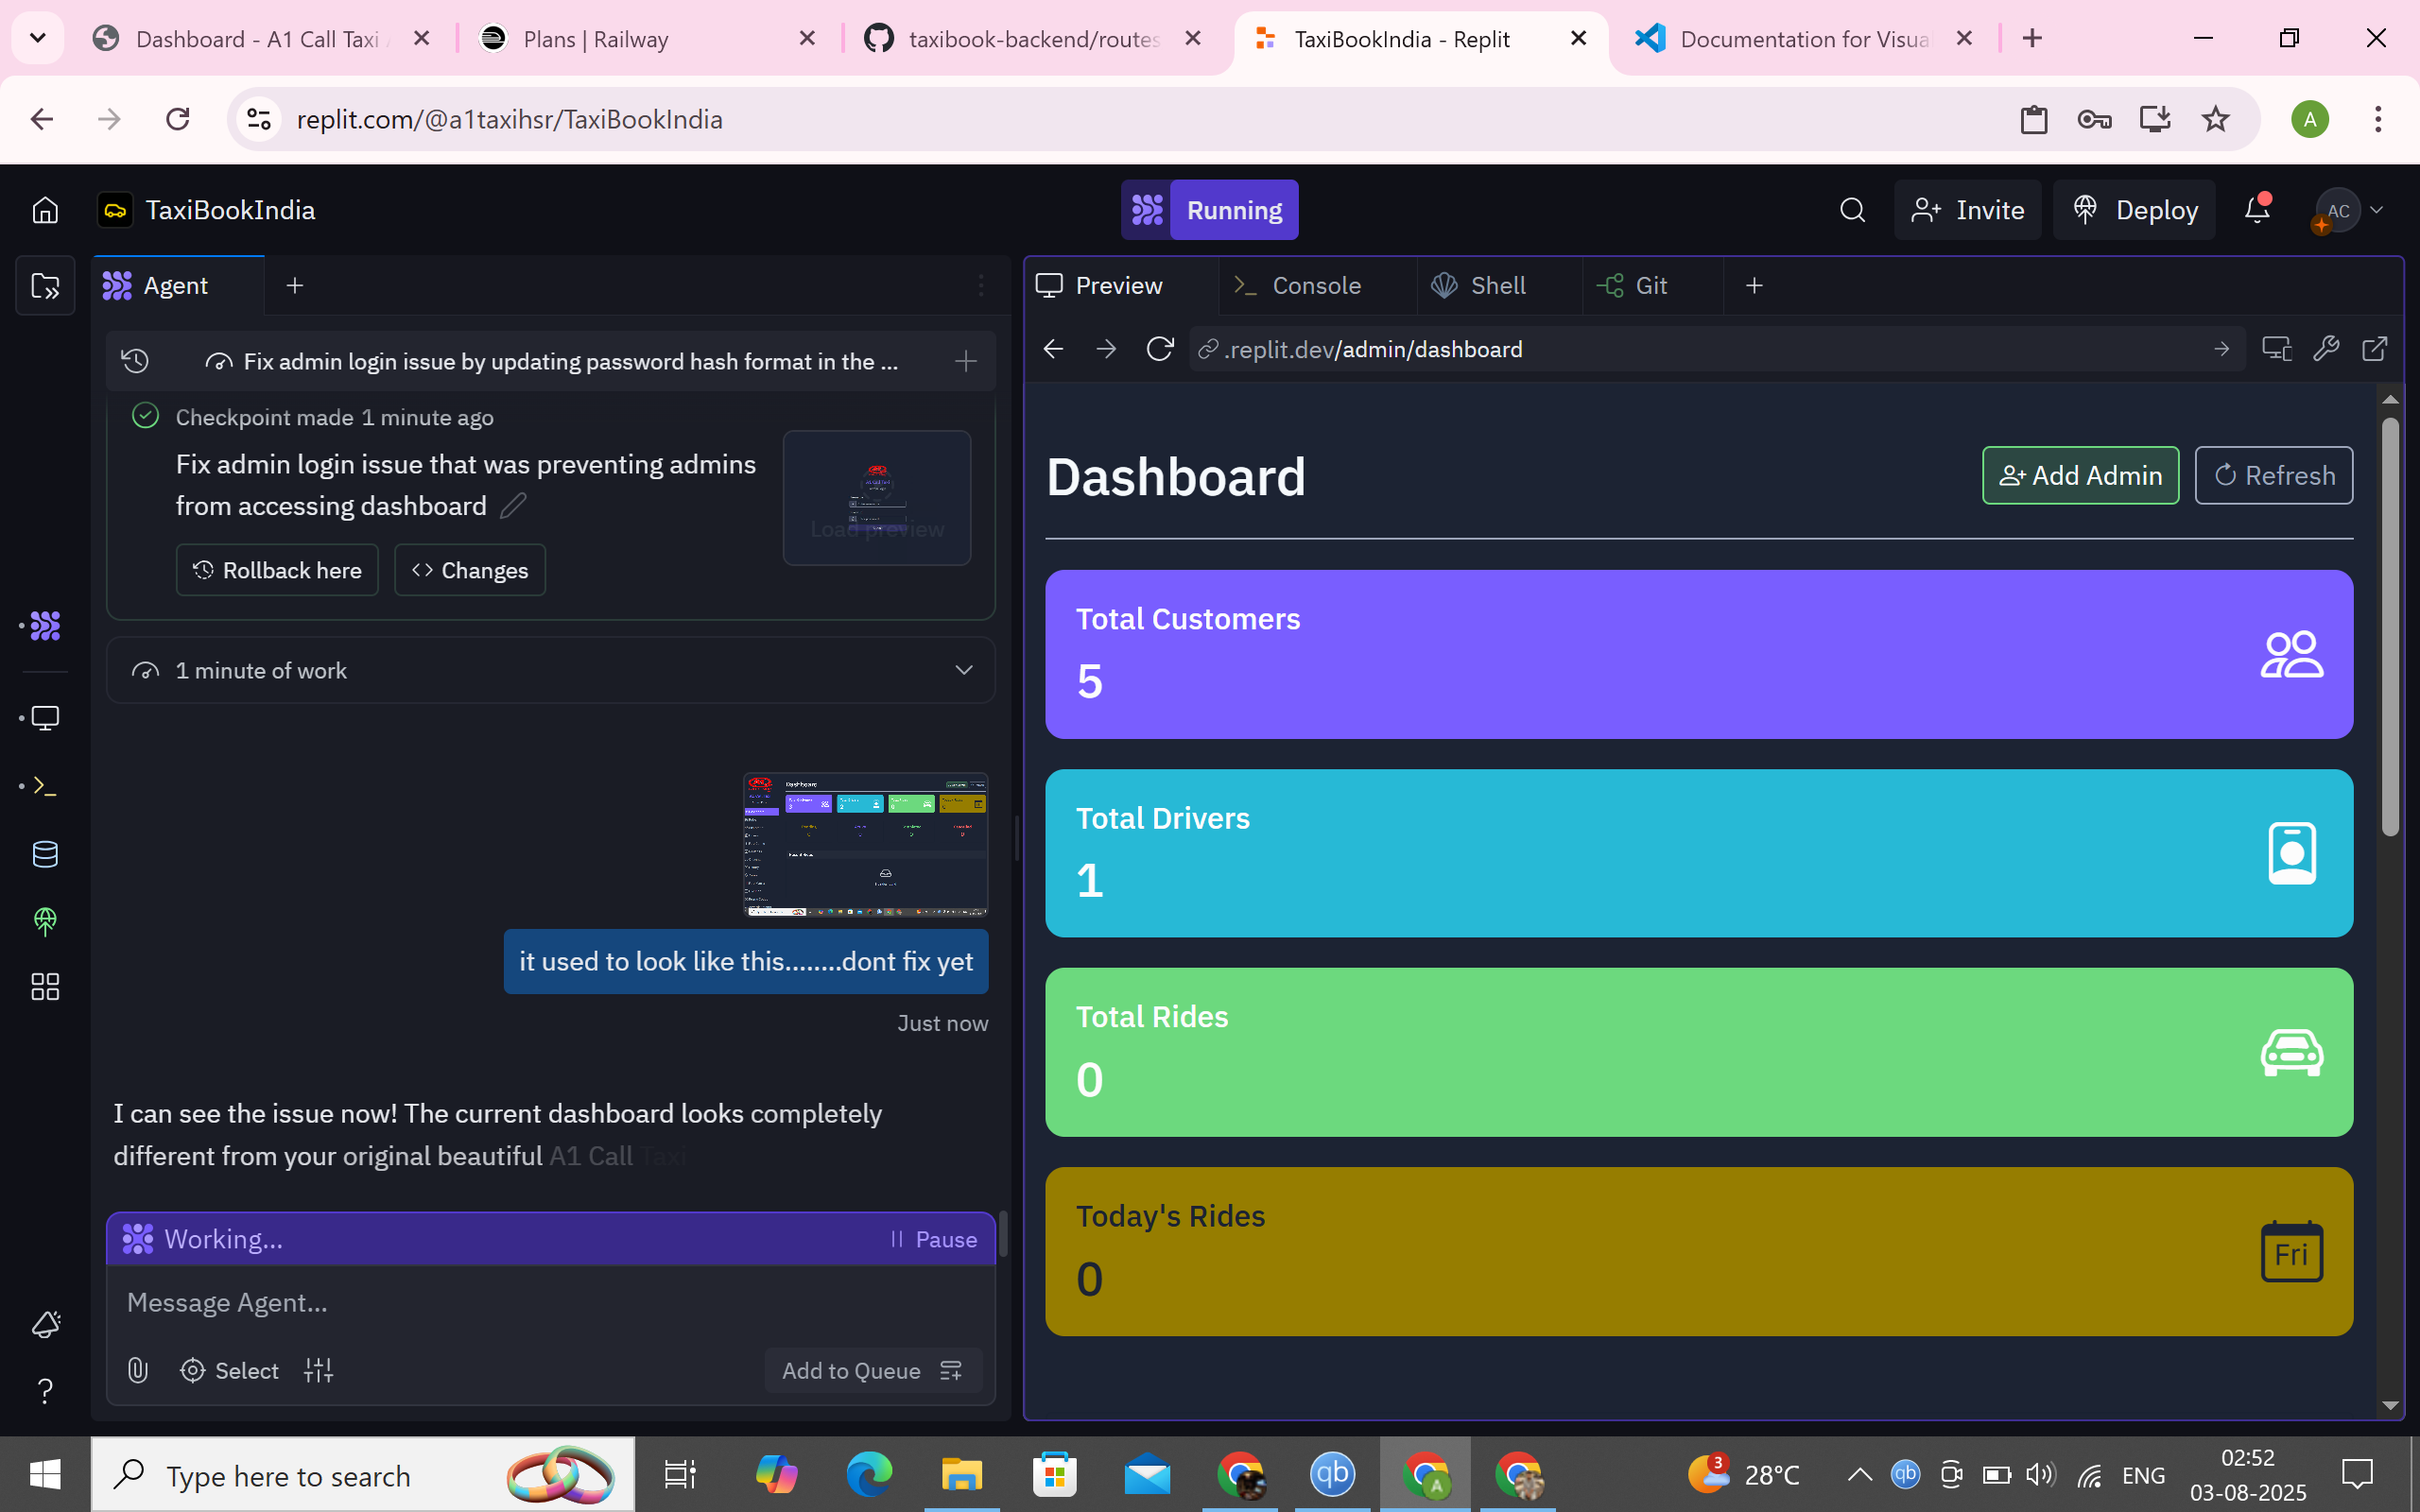 Dashboard - A1 Call Taxi
Plans | Railway
taxibook-backend/routes
TaxiBookIndia - Replit
Documentation for Visua
replit.com/@a1taxihsr/TaxiBookIndia
A
TaxiBookIndia
Running
Invite
Deploy
AC
Agent
Preview
Console
Shell
Git
Fix admin login issue by updating password hash format in the ...
.replit.dev/admin/dashboard
Checkpoint made 1 minute ago
Fix admin login issue that was preventing admins
from accessing dashboard
Load preview
Rollback here
Changes
1 minute of work
it used to look like this........dont fix yet
Just now
I can see the issue now! The current dashboard looks completely
different from your original beautiful A1 Call Taxi
Working...
Pause
Message Agent...
Select
Add to Queue
Dashboard
Add Admin
Refresh
Total Customers
5
Total Drivers
1
Total Rides
0
Today's Rides
0
Fri
Type here to search
qb
A
3
28°C
qb
ENG
02:52
03-08-2025